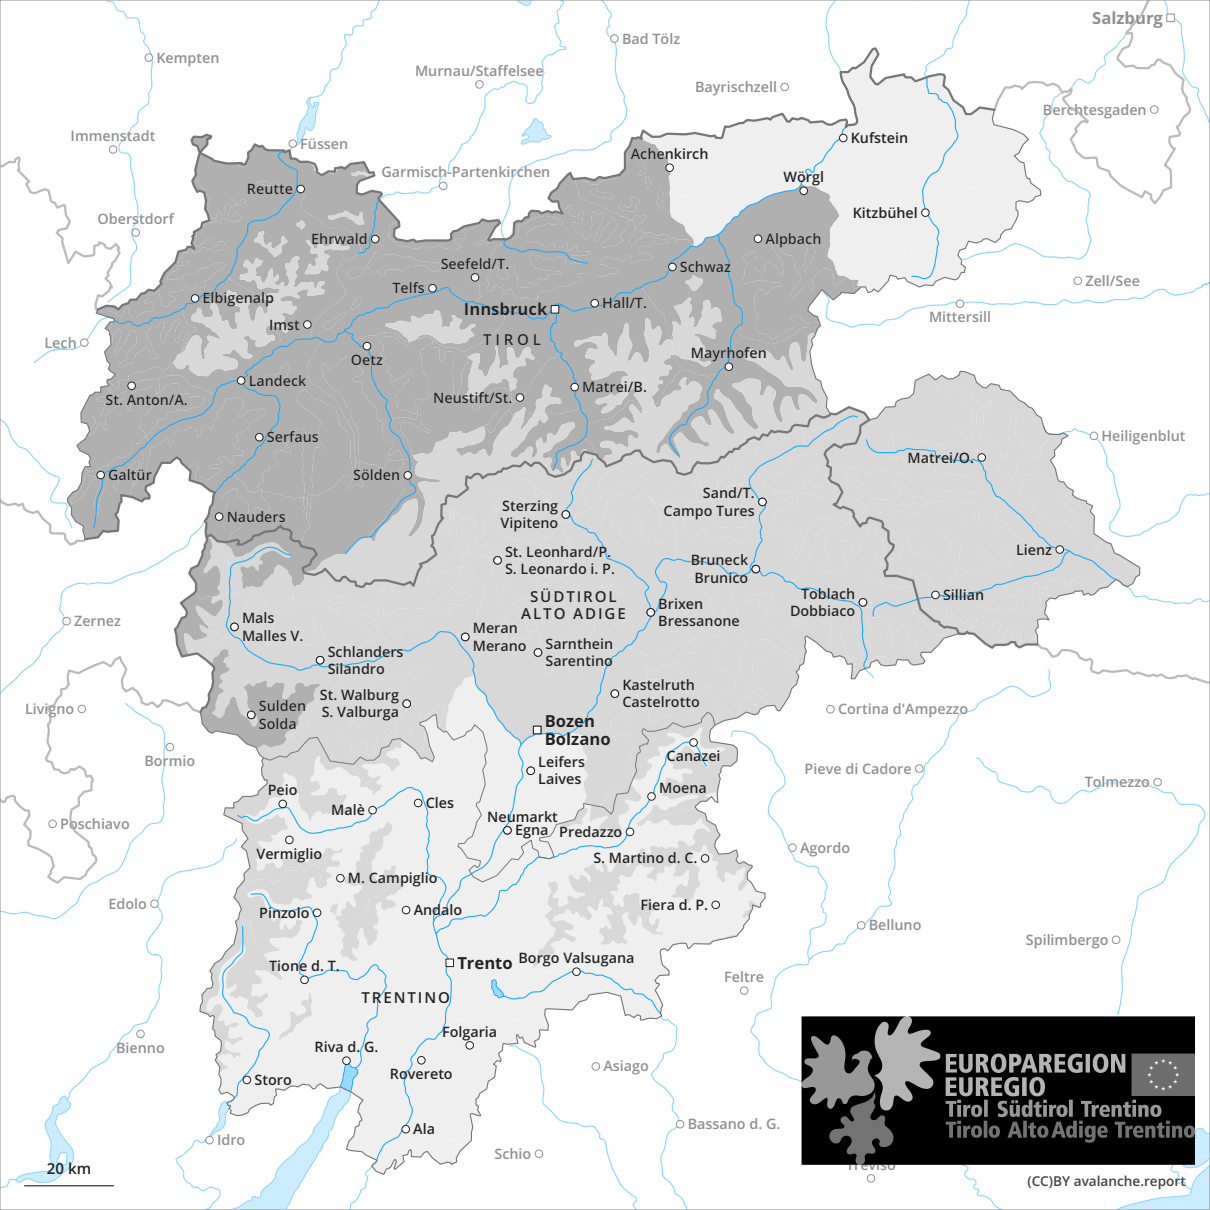 Salzburg
Bad Tölz
Kempten
Murnau/Staffelsee
Bayrischzell
Berchtesgaden
Immenstadt
Füssen
Kufstein
Achenkirch
Garmisch-Partenkirchen
Wörgl
Reutte
Oberstdorf
Kitzbühel
Ehrwald
Alpbach
Seefeld/T.
Schwaz
Zell/See
Telfs
Elbigenalp
Hall/T.
Innsbruck
Mittersill
Imst
TIROL
Lech
Oetz
Mayrhofen
Landeck
Matrei/B.
St. Anton/A.
Neustift/St.
Serfaus
Heiligenblut
Matrei/O.
Galtür
Sölden
Sand/T.
Campo Tures
Sterzing
Vipiteno
Nauders
St. Leonhard/P.
S. Leonardo i. P.
Lienz
Bruneck
Brunico
SÜDTIROL
ALTO ADIGE
Toblach
Dobbiaco
Sillian
Brixen
Bressanone
Zernez
Mals
Malles V.
Meran
Merano
Sarnthein
Sarentino
Schlanders
Silandro
Kastelruth
Castelrotto
St. Walburg
S. Valburga
Livigno
Sulden
Solda
Cortina d'Ampezzo
Bozen
Bolzano
Bormio
Canazei
Leifers
Laives
Pieve di Cadore
Tolmezzo
Peio
Moena
Malè
Cles
Neumarkt
Egna
Predazzo
Poschiavo
Vermiglio
Agordo
S. Martino d. C.
M. Campiglio
Edolo
Pinzolo
Andalo
Fiera d. P.
Belluno
Spilimbergo
Tione d. T.
Trento
Borgo Valsugana
Feltre
TRENTINO
Folgaria
Bienno
Riva d. G.
Rovereto
Asiago
Storo
EUROPAREGION
EUREGIO
Tirol Südtirol Trentino
Tirolo Alto Adige Trentino
Idro
Ala
Bassano d. G.
Schio
Treviso
20 km
(CC)BY avalanche.report